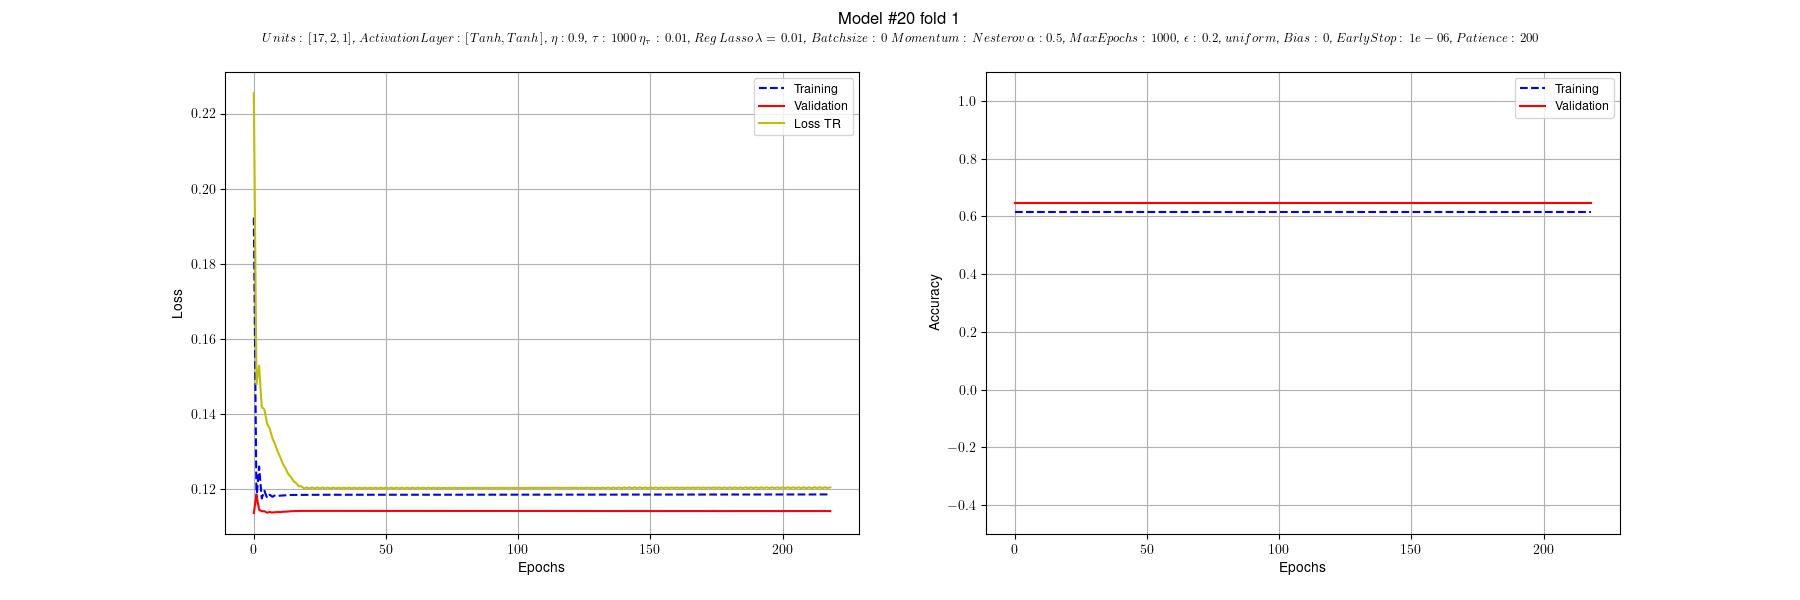 Model #20 fold 1
Units : [17, 2, 1], ActivationLayer : [Tanh, Tanh], η : 0.9, τ : 1000 η_τ : 0.01, Reg Lasso λ = 0.01, Batchsize : 0 Momentum : Nesterov α : 0.5, MaxEpochs : 1000, ϵ : 0.2, uniform, Bias : 0, EarlyStop : 1e − 06, Patience : 200
Training
Validation
Loss TR
0.22
0.20
0.18
0.16
0.14
0.12
Loss
0
50
100
150
200
Epochs
Training
Validation
1.0
0.8
0.6
0.4
0.2
0.0
−0.2
−0.4
Accuracy
0
50
100
150
200
Epochs